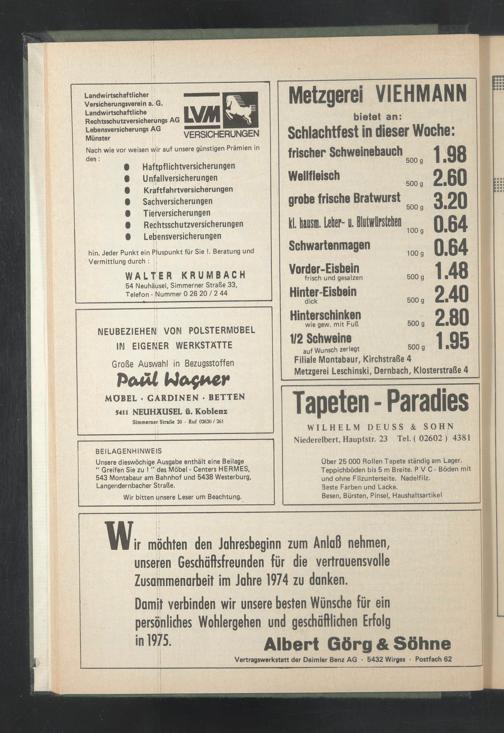 Landwirtschaftlicher
Versicherungsverein a. G.
Landwirtschaftliche
Rechtsschutzversicherungs AG
Lebensversicherungs AG
Münster
LVM
VERSICHERUNGEN
Nach wie vor weisen wir auf unsere günstigen Prämien in
den :
Haftpflichtversicherungen
Unfallversicherungen
Kraftfahrtversicherungen
Sachversicherungen
Tierversicherungen
Rechtsschutzversicherungen
Lebensversicherungen
hin. Jeder Punkt ein Pluspunkt für Sie !. Beratung und
Vermittlung durch :
WALTER KRUMBACH
54 Neuhäusel, Simmerner Straße 33,
Telefon - Nummer 0 26 20 / 2 44
NEUBEZIEHEN VON POLSTERMÖBEL
IN EIGENER WERKSTATTE
Große Auswahl in Bezugsstoffen
Paul Wagner
MÖBEL · GARDINEN · BETTEN
5411 NEUHÄUSEL ü. Koblenz
Simmerner Straße 20 · Ruf 02620 / 261
BEILAGENHINWEIS
Unsere dieswöchige Ausgabe enthält eine Beilage
" Greifen Sie zu ! " des Möbel - Centers HERMES,
543 Montabaur am Bahnhof und 5438 Westerburg,
Langendernbacher Straße.
Wir bitten unsere Leser um Beachtung.
Metzgerei VIEHMANN
bietet an:
Schlachtfest in dieser Woche:
frischer Schweinebauch 500 g 1.98
Wellfleisch 500 g 2.60
grobe frische Bratwurst 500 g 3.20
kl. hausm. Leber- u. Blutwürstchen 100 g 0.64
Schwartenmagen 100 g 0.64
Vorder-Eisbein 500 g 1.48
frisch und gesalzen
Hinter-Eisbein 500 g 2.40
dick
Hinterschinken 500 g 2.80
wie gew. mit Fuß
1/2 Schweine 500 g 1.95
auf Wunsch zerlegt
Filiale Montabaur, Kirchstraße 4
Metzgerei Leschinski, Dernbach, Klosterstraße 4
Tapeten - Paradies
WILHELM DEUSS & SOHN
Niederelbert, Hauptstr. 23 Tel. ( 02602 ) 4381
Über 25 000 Rollen Tapete ständig am Lager.
Teppichböden bis 5 m Breite. P V C - Böden mit
und ohne Filzunterseite. Nadelfilz.
Beste Farben und Lacke.
Besen, Bürsten, Pinsel, Haushaltsartikel
Wir möchten den Jahresbeginn zum Anlaß nehmen,
unseren Geschäftsfreunden für die vertrauensvolle
Zusammenarbeit im Jahre 1974 zu danken.
Damit verbinden wir unsere besten Wünsche für ein
persönliches Wohlergehen und geschäftlichen Erfolg
in 1975.
Albert Görg & Söhne
Vertragswerkstatt der Daimler Benz AG · 5432 Wirges · Postfach 62